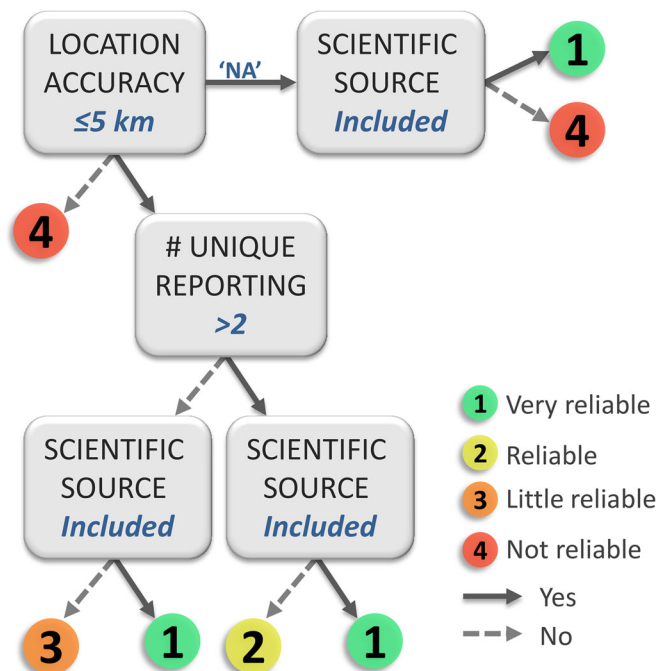 LOCATION
ACCURACY
≤5 km
‘NA’
SCIENTIFIC
SOURCE
Included
1
4
4
# UNIQUE
REPORTING
>2
SCIENTIFIC
SOURCE
Included
SCIENTIFIC
SOURCE
Included
3
1
2
1
1 Very reliable
2 Reliable
3 Little reliable
4 Not reliable
Yes
No